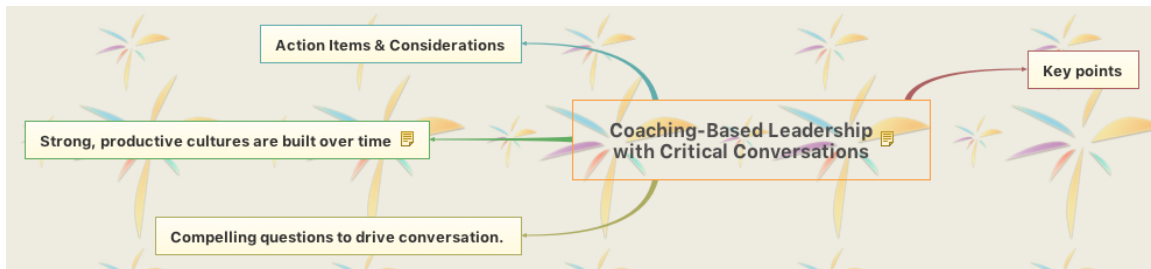 Action Items & Considerations
Key points
Coaching-Based Leadership
with Critical Conversations
Strong, productive cultures are built over time
Compelling questions to drive conversation.